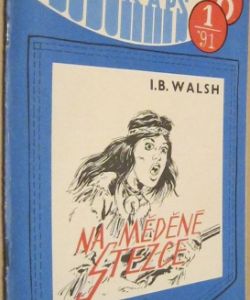 1
'91
I.B. WALSH
NA MĚDĚNÉ
STEZCE